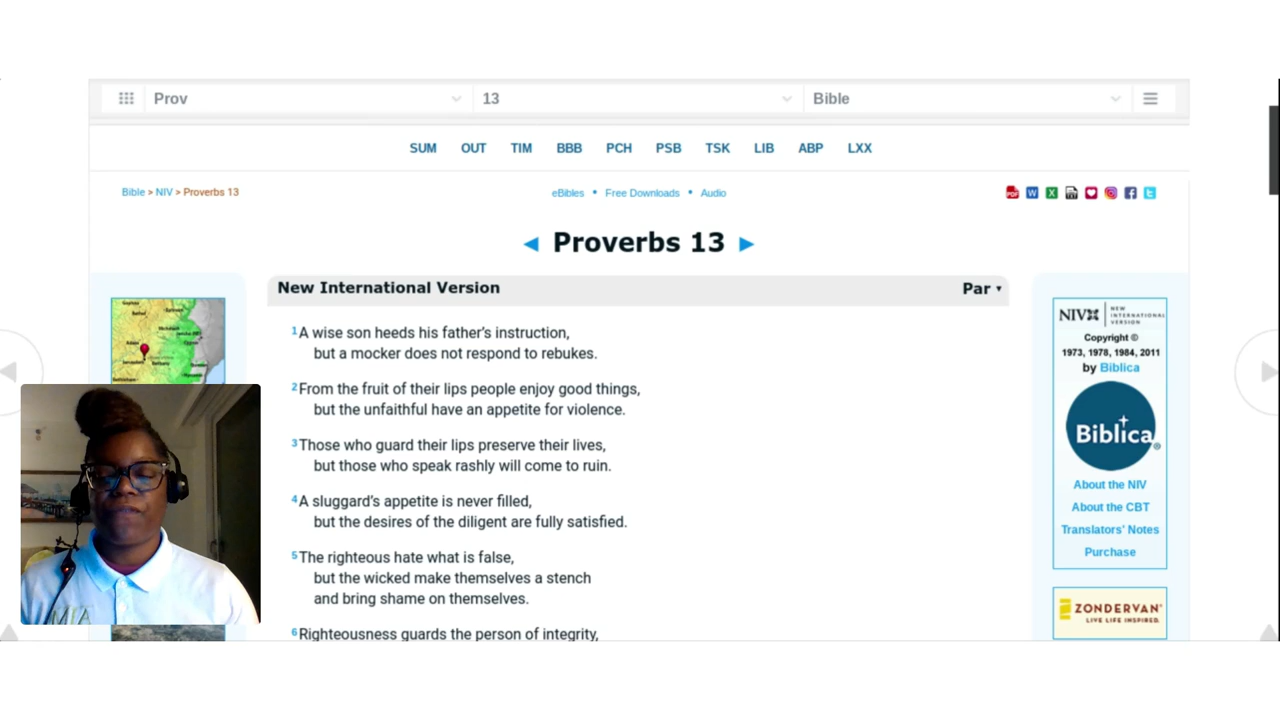 Prov 13 Bible
SUM OUT TIM BBB PCH PSB TSK LIB ABP LXX
Bible > NIV > Proverbs 13
eBibles • Free Downloads • Audio
PDF W X
◄ Proverbs 13 ►
New International Version
Par ▾
1 A wise son heeds his father’s instruction,
but a mocker does not respond to rebukes.
2 From the fruit of their lips people enjoy good things,
but the unfaithful have an appetite for violence.
3 Those who guard their lips preserve their lives,
but those who speak rashly will come to ruin.
4 A sluggard’s appetite is never filled,
but the desires of the diligent are fully satisfied.
5 The righteous hate what is false,
but the wicked make themselves a stench
and bring shame on themselves.
6 Righteousness guards the person of integrity,
NIV
NEW
INTERNATIONAL
VERSION
Copyright ©
1973, 1978, 1984, 2011
by Biblica
Biblica®
About the NIV
About the CBT
Translators’ Notes
Purchase
ZONDERVAN®
LIVE LIFE INSPIRED.